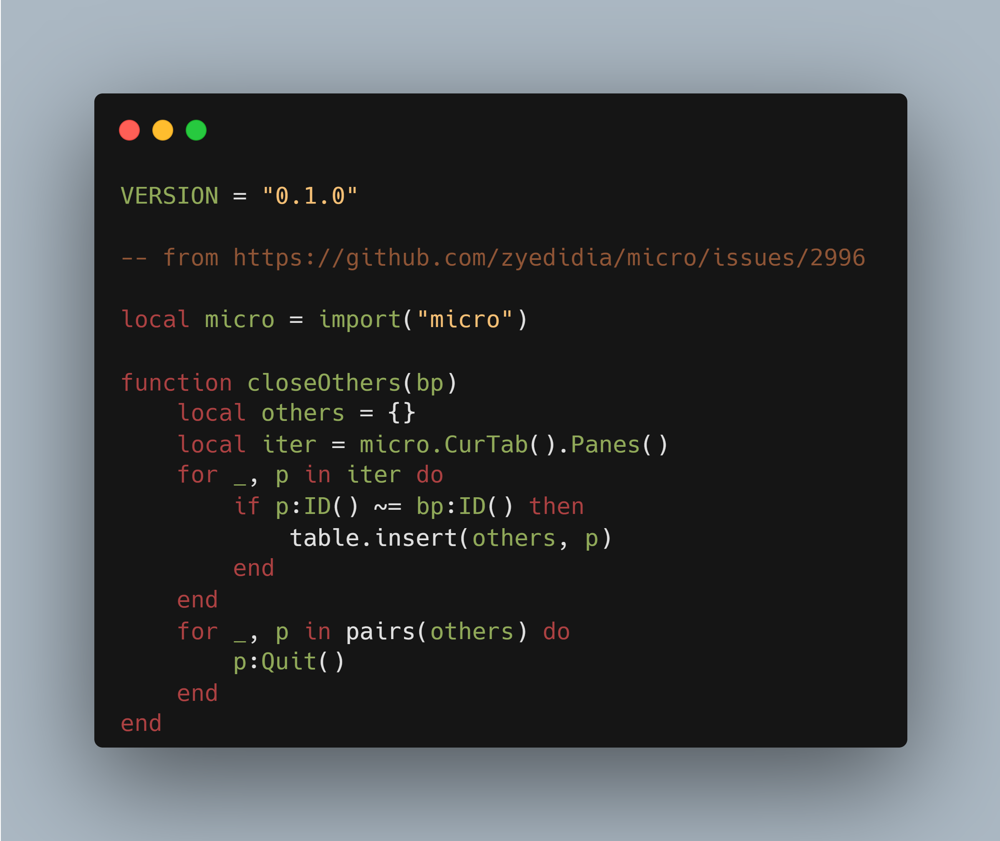 VERSION = "0.1.0"

-- from https://github.com/zyedidia/micro/issues/2996

local micro = import("micro")

function closeOthers(bp)
    local others = {}
    local iter = micro.CurTab().Panes()
    for _, p in iter do
        if p:ID() ~= bp:ID() then
            table.insert(others, p)
        end
    end
    for _, p in pairs(others) do
        p:Quit()
    end
end